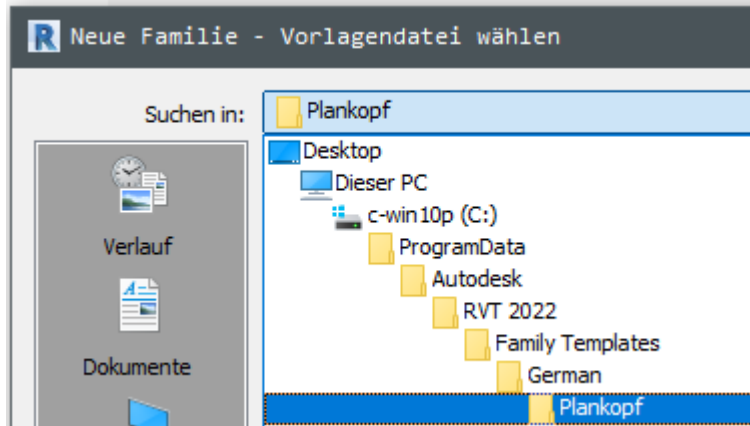 Neue Familie - Vorlagendatei wählen
Suchen in:
Plankopf
Desktop
Dieser PC
c-win10p (C:)
ProgramData
Autodesk
RVT 2022
Family Templates
German
Plankopf
Verlauf
Dokumente